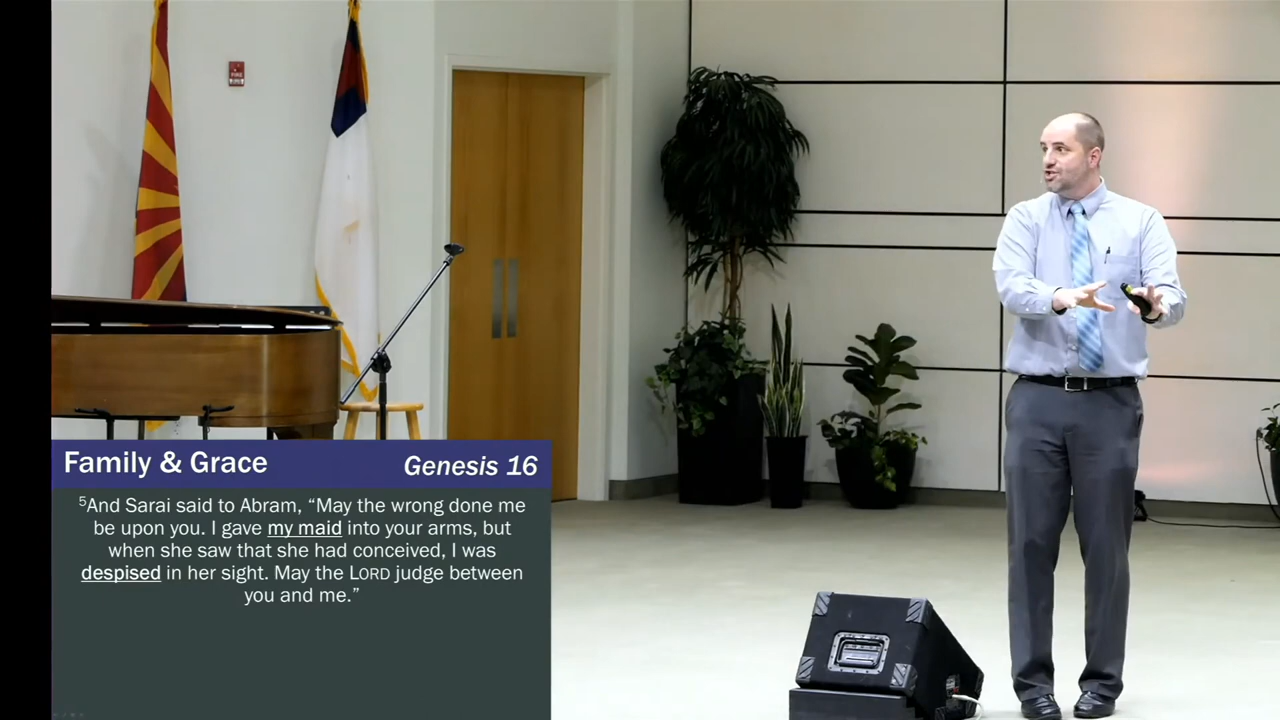 FIRE
Family & Grace
Genesis 16
⁵And Sarai said to Abram, “May the wrong done me
be upon you. I gave my maid into your arms, but
when she saw that she had conceived, I was
despised in her sight. May the LORD judge between
you and me.”